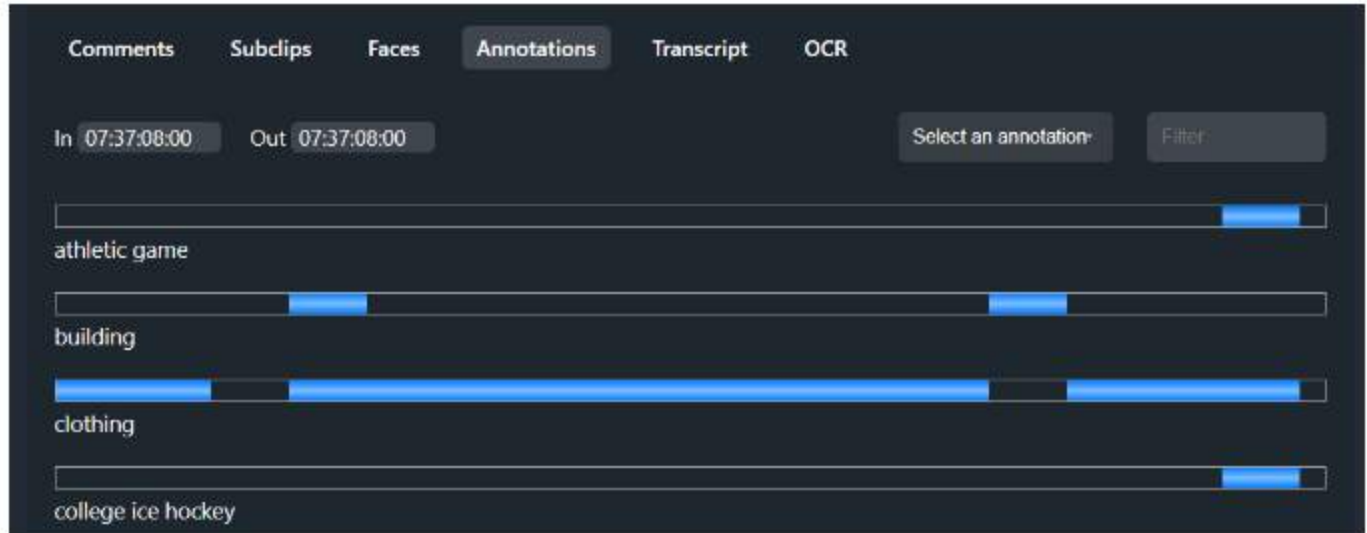 Comments Subclips Faces Annotations Transcript OCR
In 07:37:08:00 Out 07:37:08:00 Select an annotation Filter
athletic game
building
clothing
college ice hockey